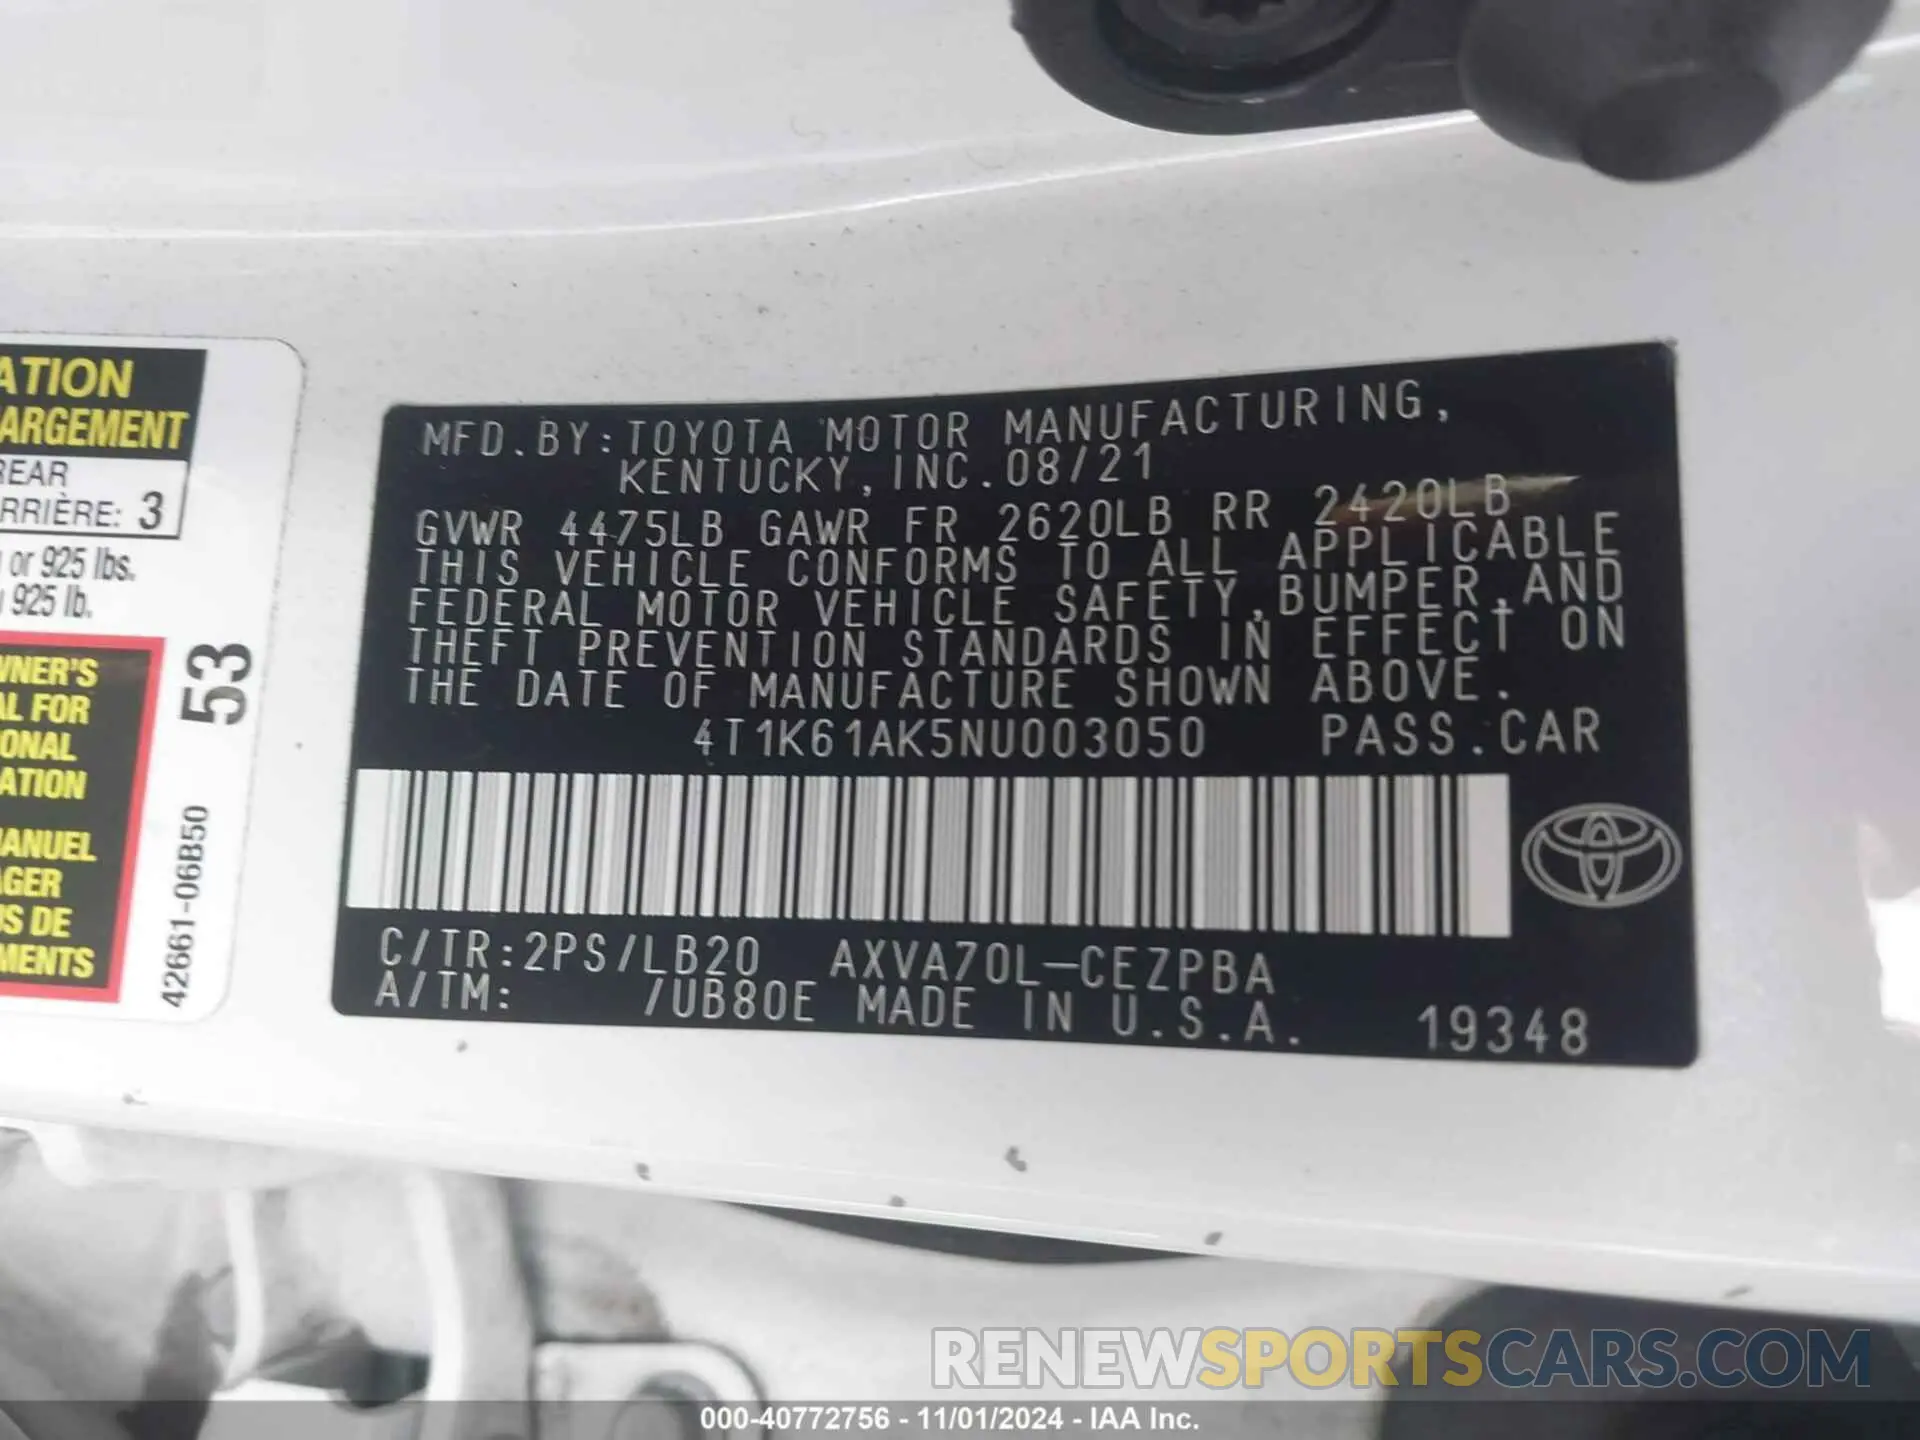 ATION
ARGEMENT
REAR
ARRIÈRE: 3
or 925 lbs.
925 lb.
WNER'S
AL FOR
IONAL
ATION
MANUEL
AGER
US DE
MENTS
53
42661-06B50
MFD.BY:TOYOTA MOTOR MANUFACTURING,
KENTUCKY,INC.08/21
GVWR 4475LB GAWR FR 2620LB RR 2420LB
THIS VEHICLE CONFORMS TO ALL APPLICABLE
FEDERAL MOTOR VEHICLE SAFETY,BUMPER,AND
THEFT PREVENTION STANDARDS IN EFFECT ON
THE DATE OF MANUFACTURE SHOWN ABOVE.
4T1K61AK5NU003050 PASS.CAR
C/TR:2PS/LB20 AXVA70L-CEZPBA
A/TM: /UB80E MADE IN U.S.A. 19348
RENEWSPORTSCARS.COM
000-40772756 - 11/01/2024 - IAA Inc.